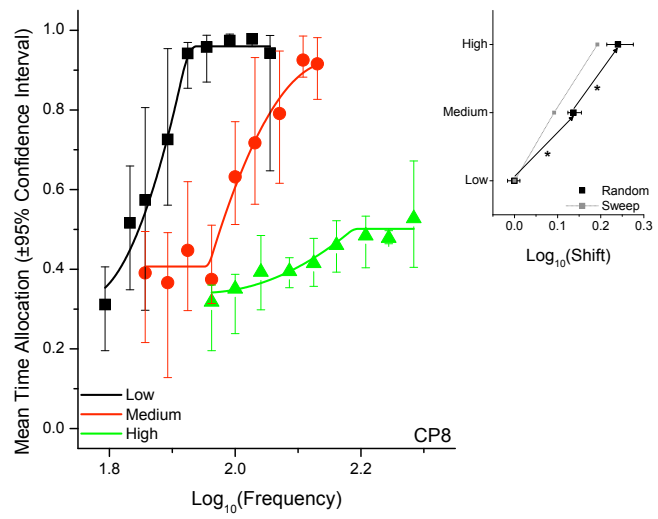 Mean Time Allocation (±95% Confidence Interval)
1.0
0.8
0.6
0.4
0.2
0.0
Low
Medium
High
CP8
1.8 2.0 2.2
Log10(Frequency)
High
Medium
Low
*
*
Random
Sweep
0.0 0.1 0.2 0.3
Log10(Shift)